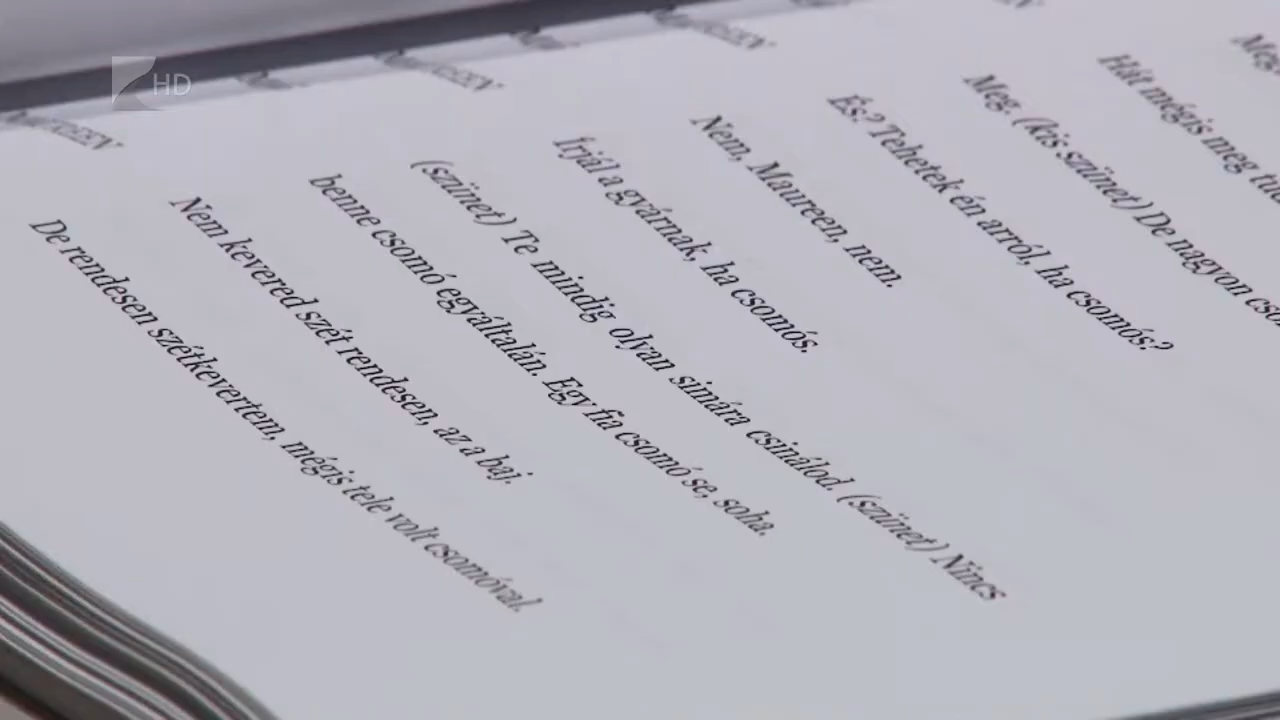 HD
Meg
Hát mégis meg
Meg. (kis szünet) De nagyon
És? Tehetek én arról, ha csomós?
Nem, Maureen, nem.
Írjál a gyárnak, ha csomós.
(szünet) Te mindig olyan simára csinálod. (szünet) Nincs
benne csomó egyáltalán. Egy fia csomó se, soha.
Nem kevered szét rendesen, az a baj.
De rendesen szétkevertem, mégis tele volt csomóval.